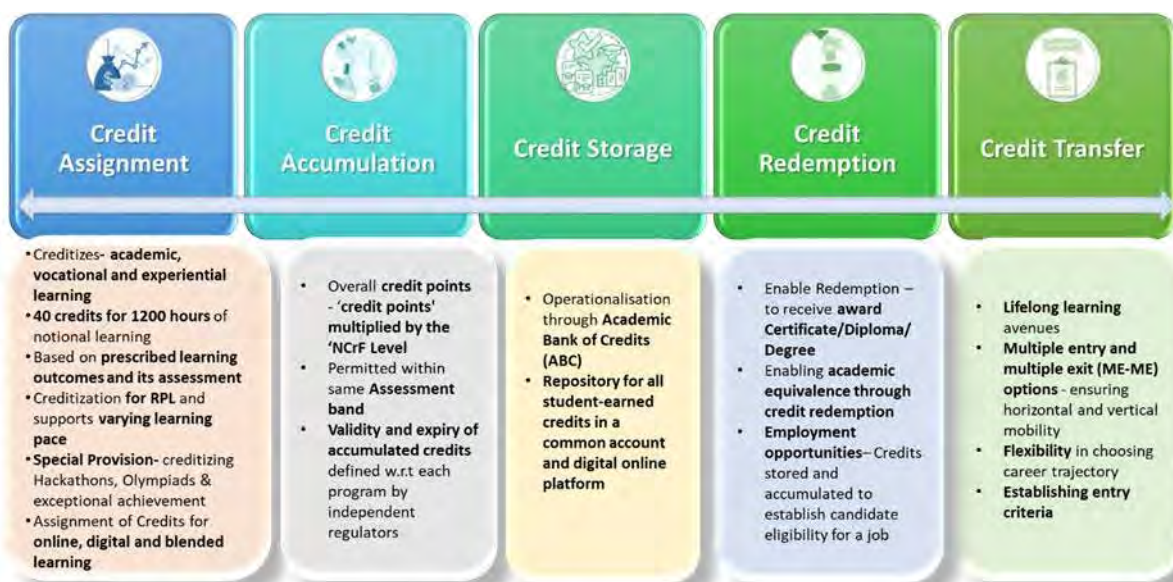 Credit
Assignment
Credit
Accumulation
Credit Storage
Credit
Redemption
Credit Transfer
•Creditizes- academic,
vocational and experiential
learning
•40 credits for 1200 hours of
notional learning
•Based on prescribed learning
outcomes and its assessment
•Creditization for RPL and
supports varying learning
pace
•Special Provision- creditizing
Hackathons, Olympiads &
exceptional achievement
•Assignment of Credits for
online, digital and blended
learning
• Overall credit points
- 'credit points'
multiplied by the
'NCrF Level
• Permitted within
same Assessment
band
• Validity and expiry of
accumulated credits
defined w.r.t each
program by
independent
regulators
• Operationalisation
through Academic
Bank of Credits
(ABC)
• Repository for all
student-earned
credits in a
common account
and digital online
platform
• Enable Redemption –
to receive award
Certificate/Diploma/
Degree
• Enabling academic
equivalence through
credit redemption
• Employment
opportunities– Credits
stored and
accumulated to
establish candidate
eligibility for a job
• Lifelong learning
avenues
• Multiple entry and
multiple exit (ME-ME)
options - ensuring
horizontal and vertical
mobility
• Flexibility in choosing
career trajectory
• Establishing entry
criteria